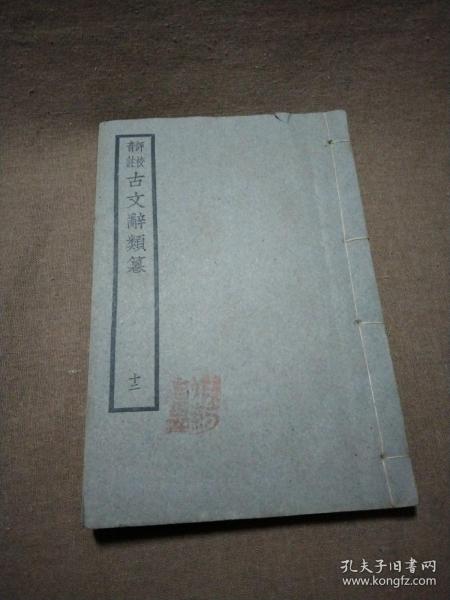 評校
音註
古文辭類纂
十二
孔夫子旧书网
www.kongfz.com